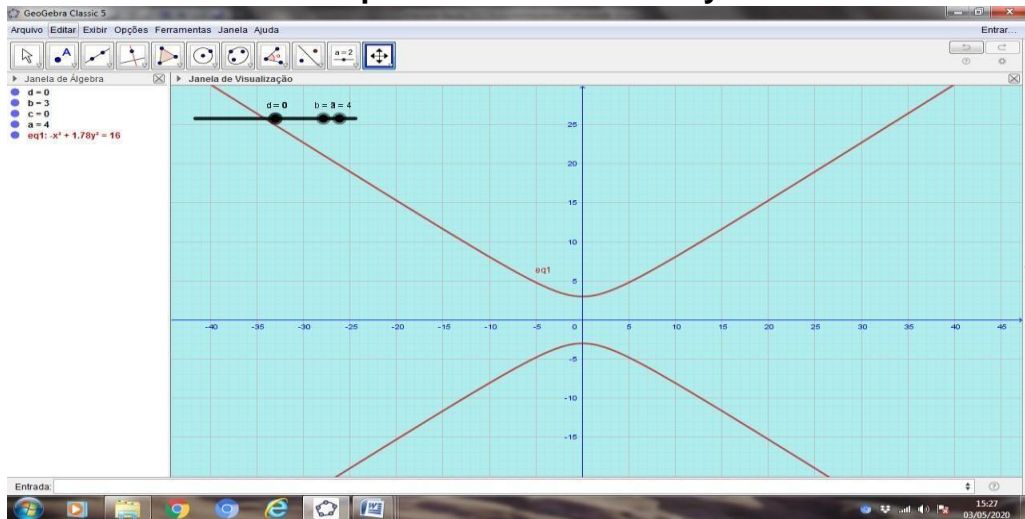 GeoGebra Classic 5
Arquivo Editar Exibir Opções Ferramentas Janela Ajuda
Entrar...
a=2
Janela de Álgebra
Janela de Visualização
d = 0
b = 3
c = 0
a = 4
eq1: -x² + 1.78y² = 16
d = 0
b = 3
a = 4
25
20
15
10
eq1
5
-40 -35 -30 -25 -20 -15 -10 -5 0 5 10 15 20 25 30 35 40 45
-5
-10
-15
Entrada:
15:27
03/05/2020